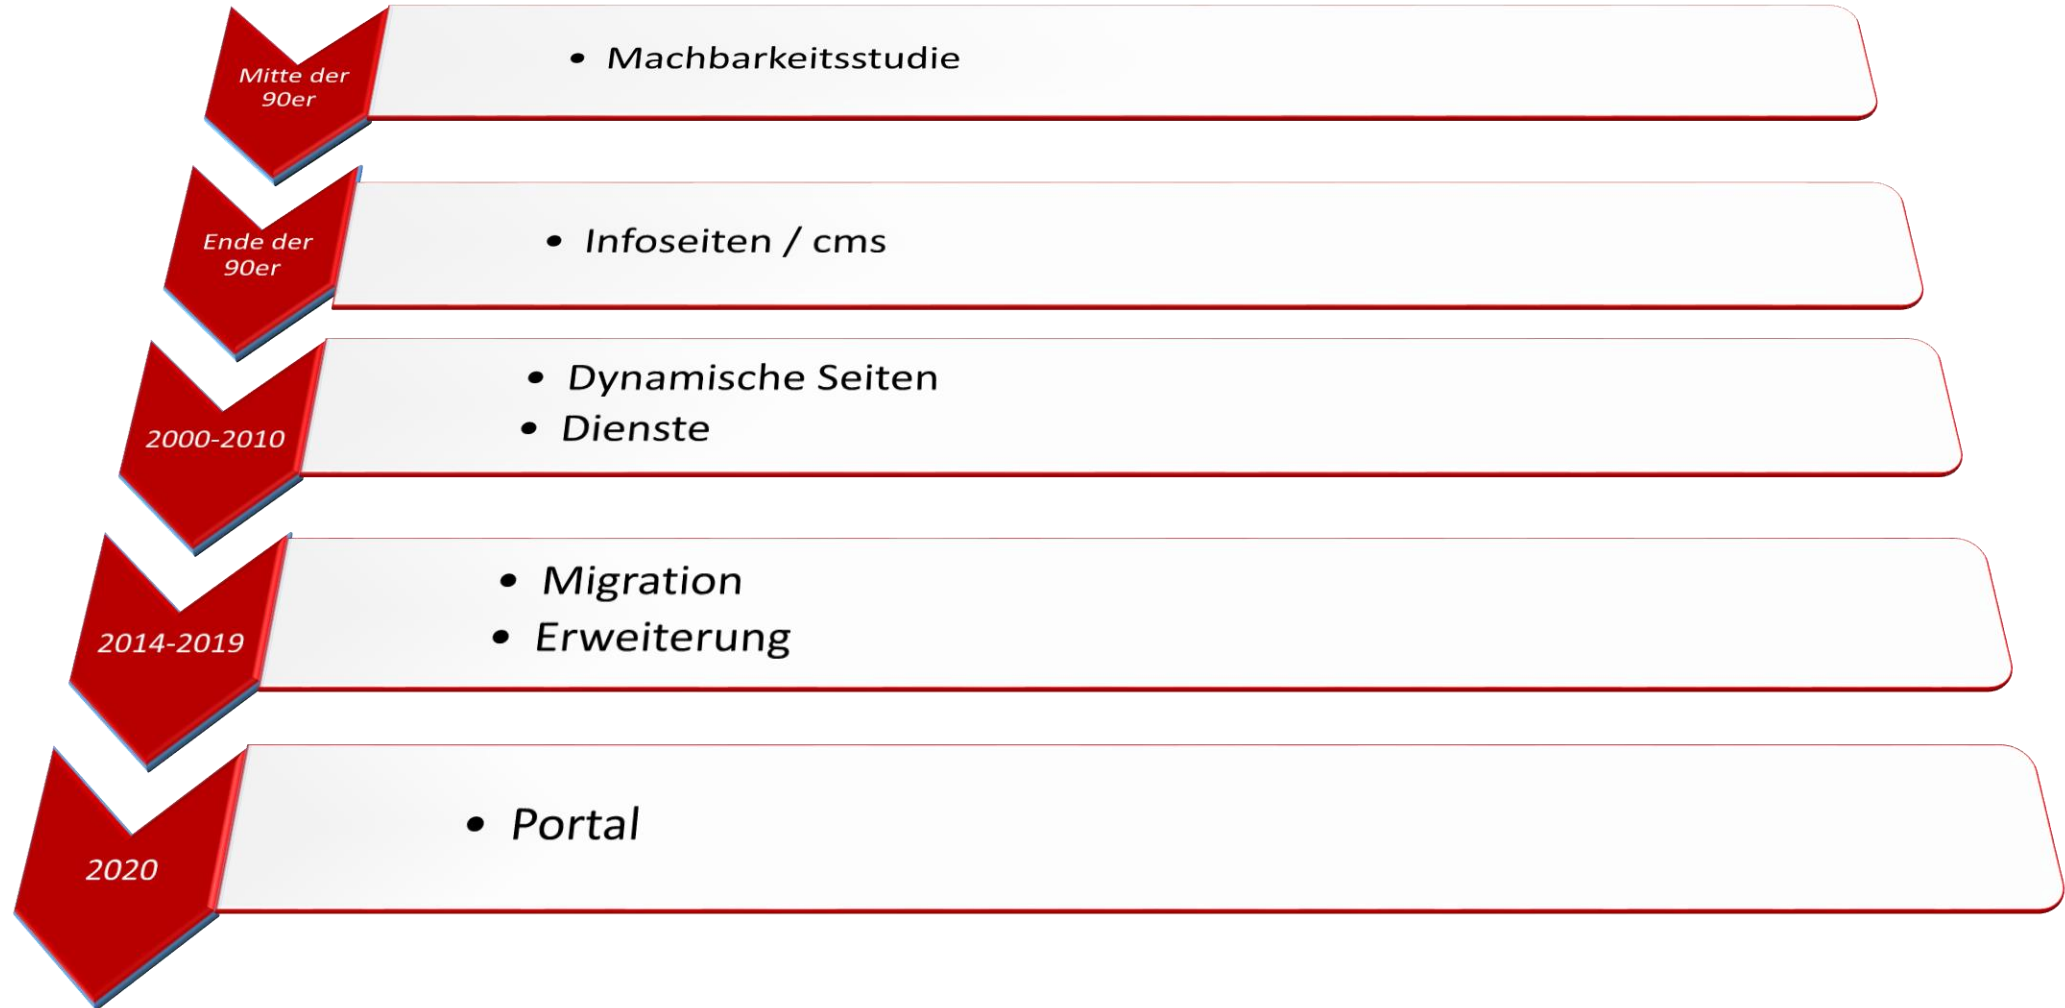 Mitte der
90er
• Machbarkeitsstudie
Ende der
90er
• Infoseiten / cms
2000-2010
• Dynamische Seiten
• Dienste
2014-2019
• Migration
• Erweiterung
2020
• Portal